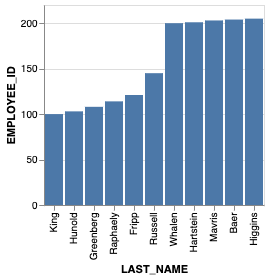 EMPLOYEE_ID
200
150
100
50
0
King
Hunold
Greenberg
Raphaely
Fripp
Russell
Whalen
Hartstein
Mavris
Baer
Higgins
LAST_NAME